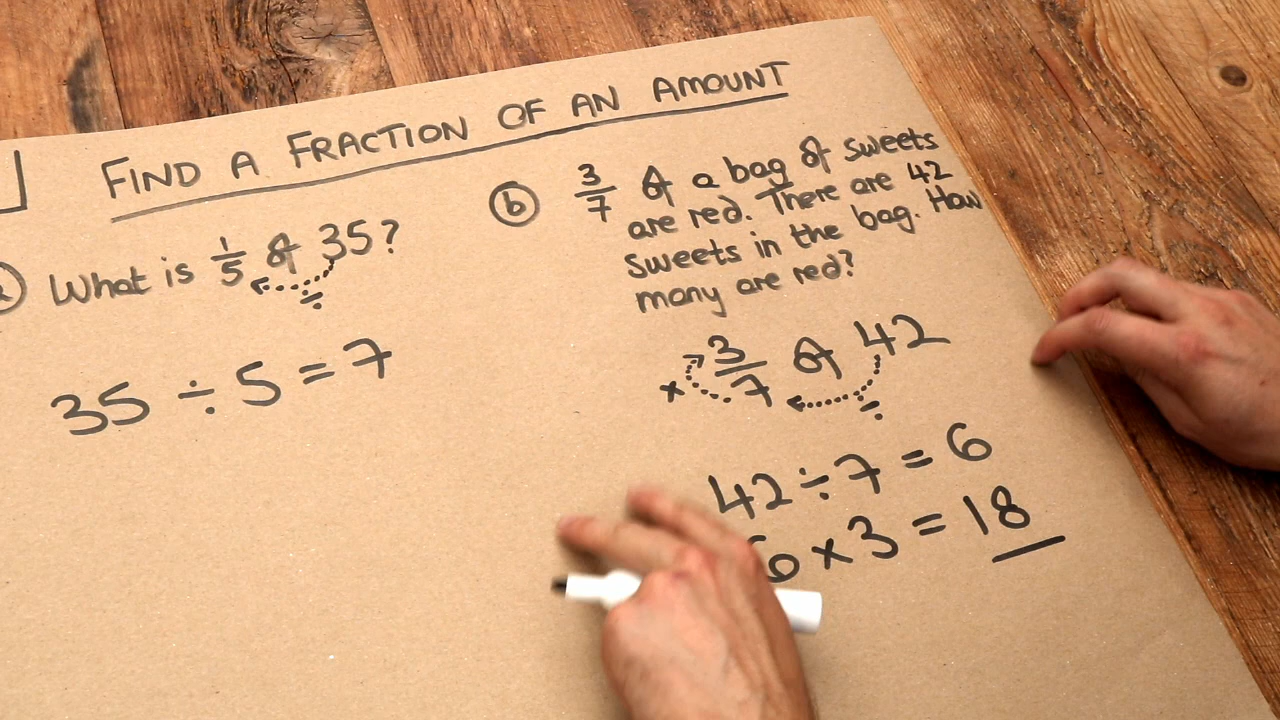 FIND A FRACTION OF AN AMOUNT
a What is 1/5 of 35?
÷
35 ÷ 5 = 7
b 3/7 of a bag of sweets
are red. There are 42
sweets in the bag. How
many are red?
× 3/7 of 42
÷
42 ÷ 7 = 6
6 × 3 = 18